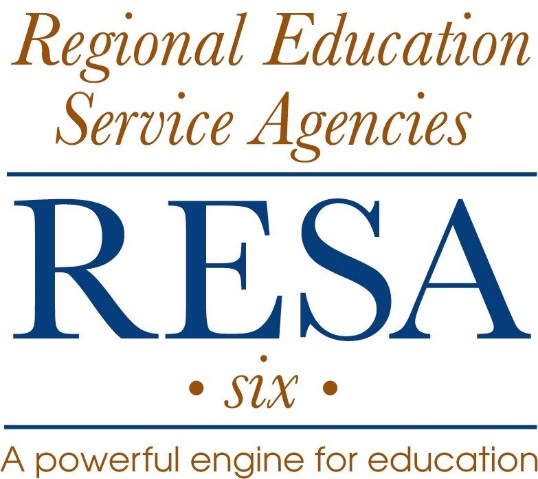 Regional Education
Service Agencies
RESA
• six •
A powerful engine for education